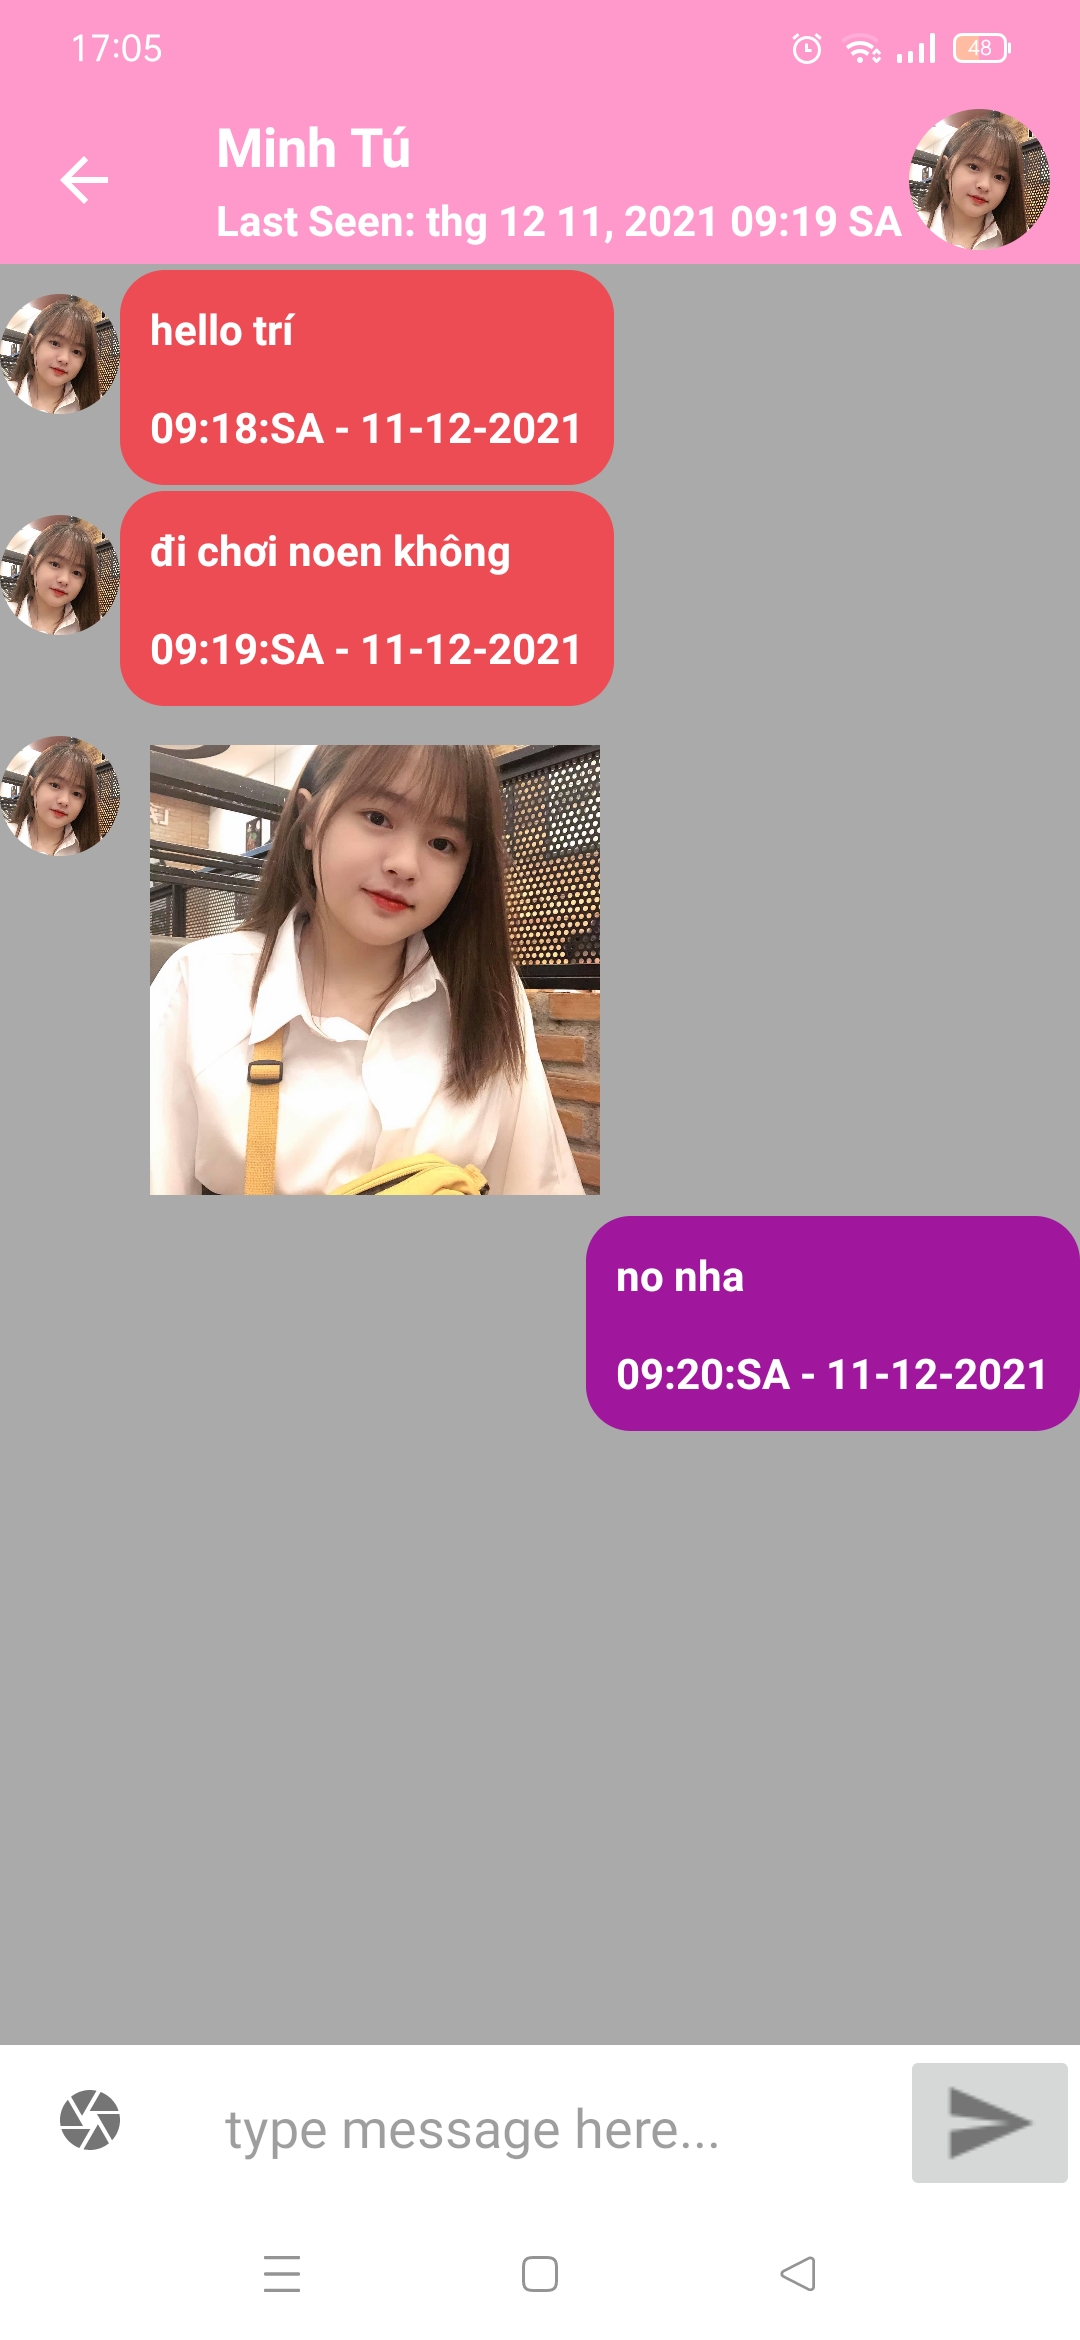 17:05
48
Minh Tú
Last Seen: thg 12 11, 2021 09:19 SA
hello trí
09:18:SA - 11-12-2021
đi chơi noen không
09:19:SA - 11-12-2021
no nha
09:20:SA - 11-12-2021
type message here...